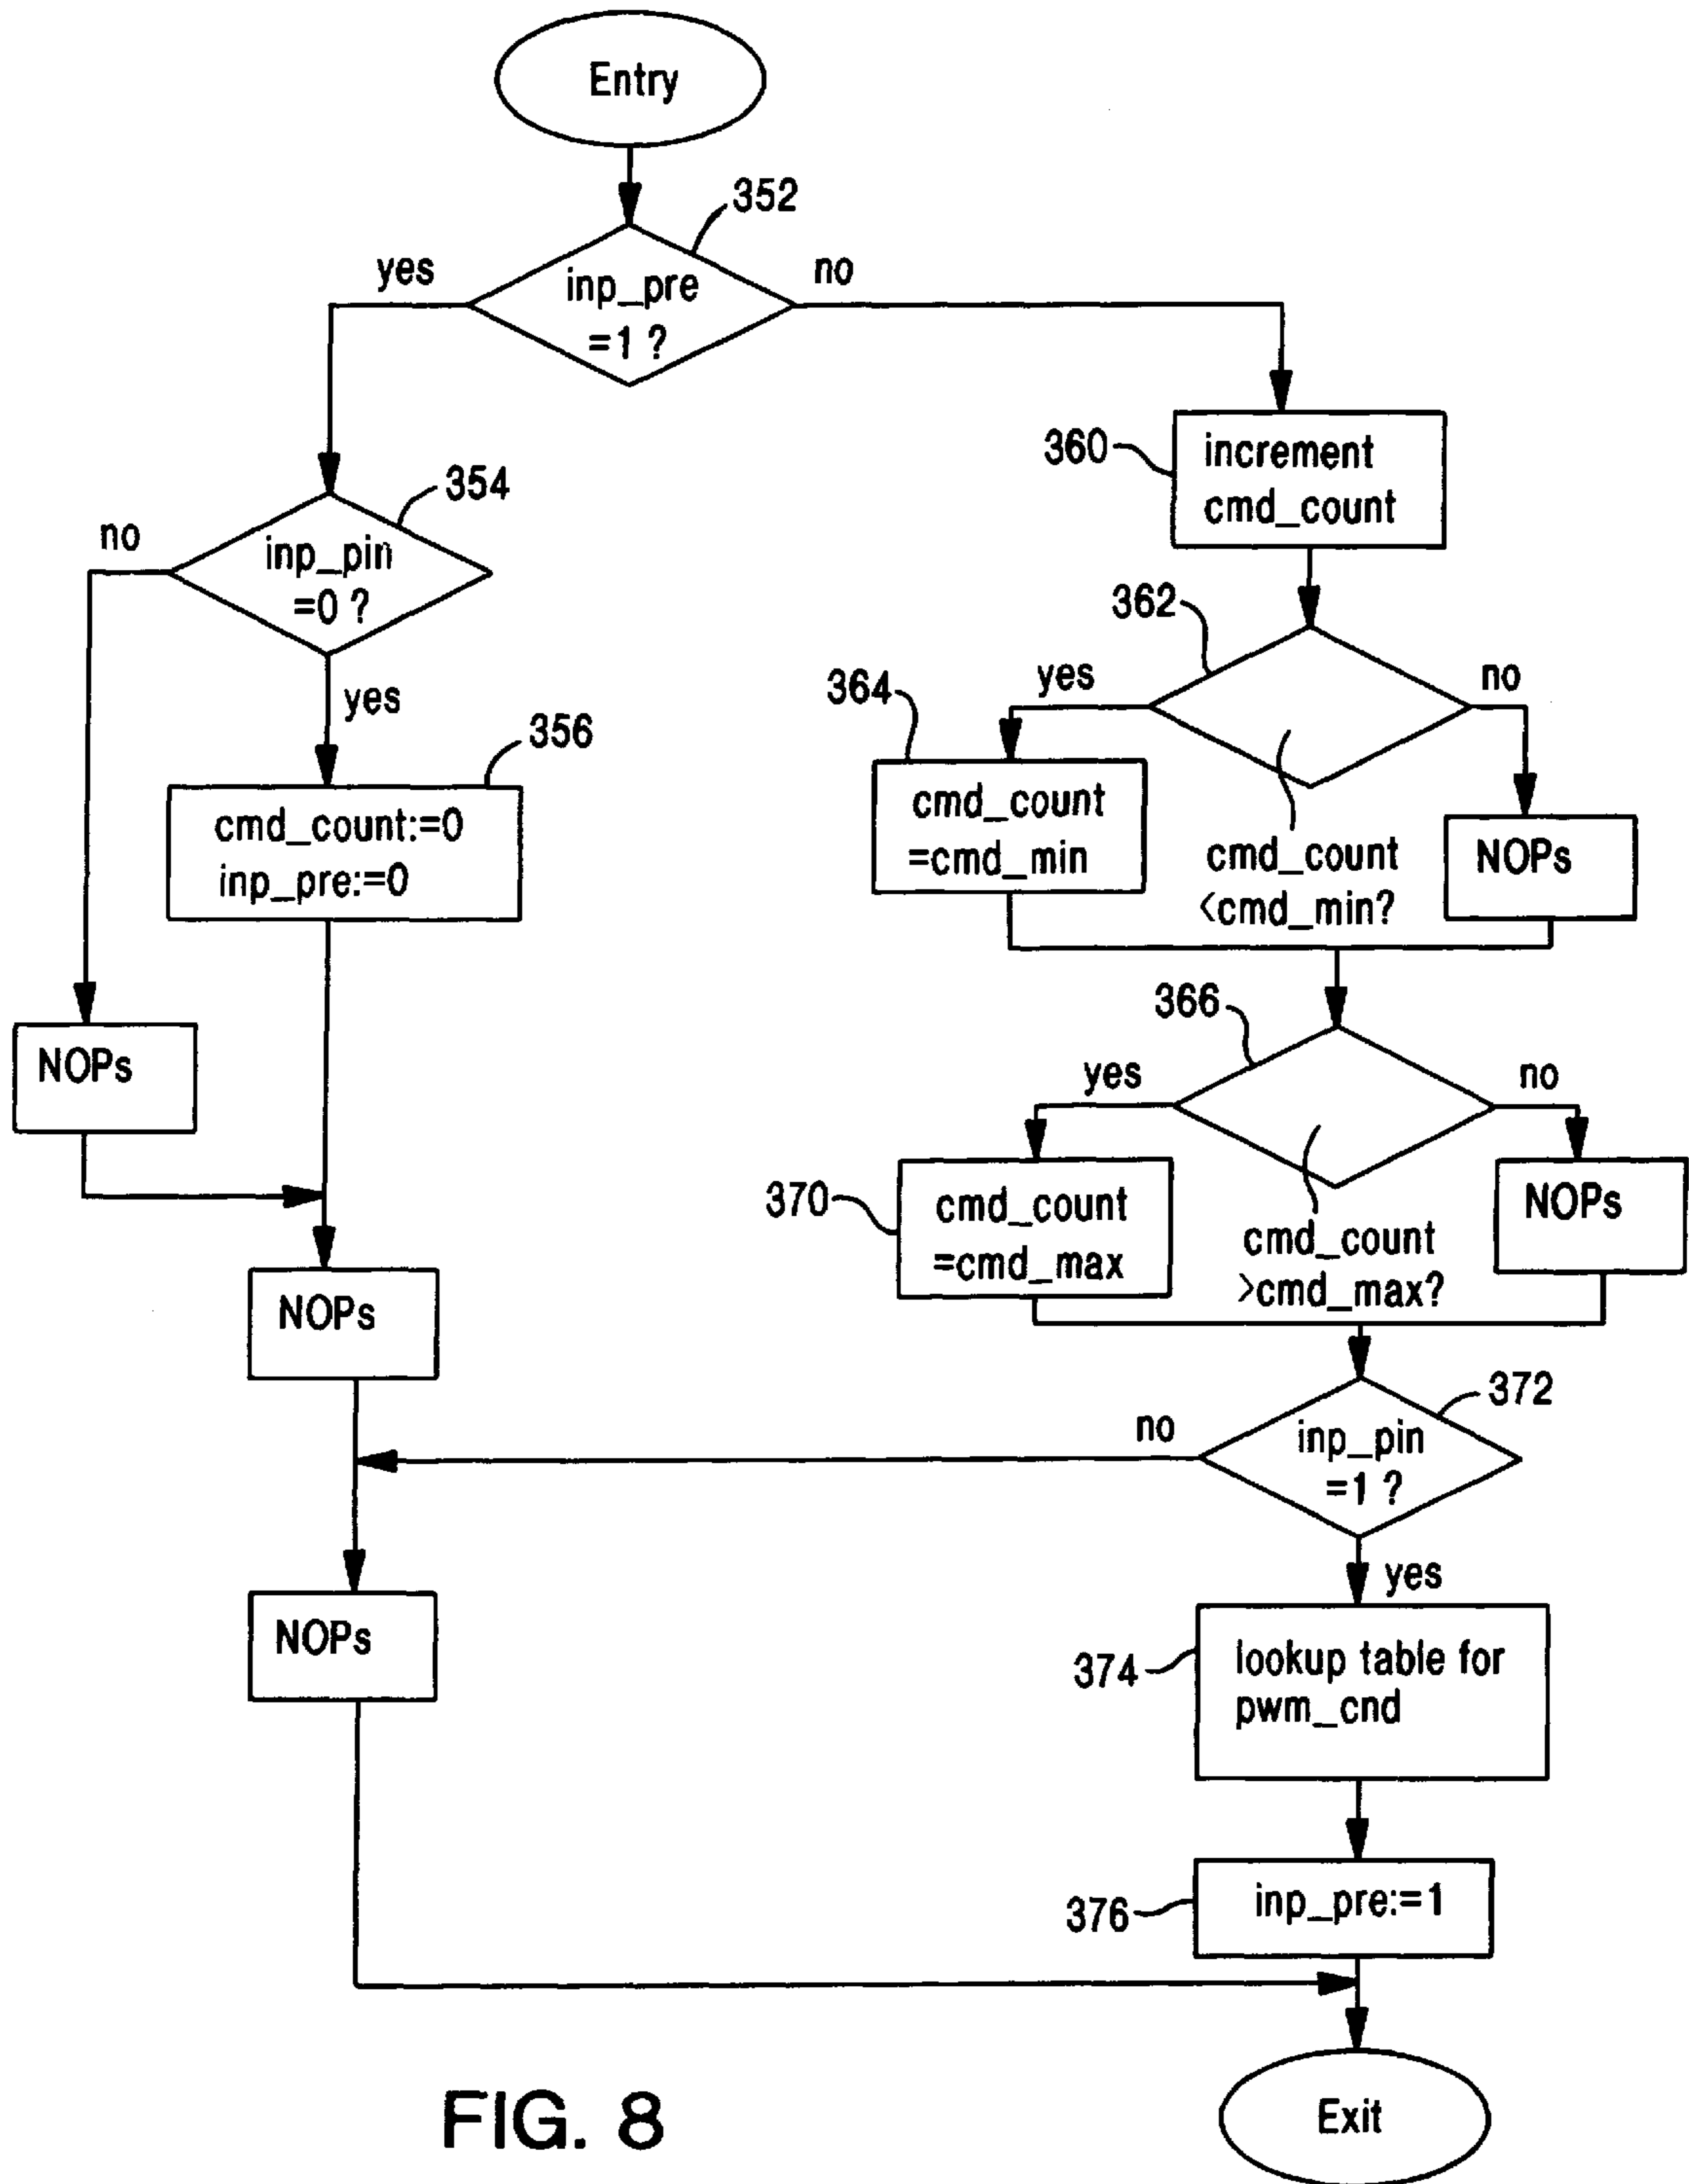 Entry
352
yes
no
inp_pre
=1 ?
360
increment
cmd_count
354
no
inp_pin
=0 ?
yes
356
cmd_count:=0
inp_pre:=0
NOPs
NOPs
362
yes
no
364
cmd_count
=cmd_min
cmd_count
<cmd_min?
NOPs
366
yes
no
370
cmd_count
=cmd_max
cmd_count
>cmd_max?
NOPs
372
no
inp_pin
=1 ?
yes
NOPs
374
lookup table for
pwm_cnd
376
inp_pre:=1
Exit
FIG. 8